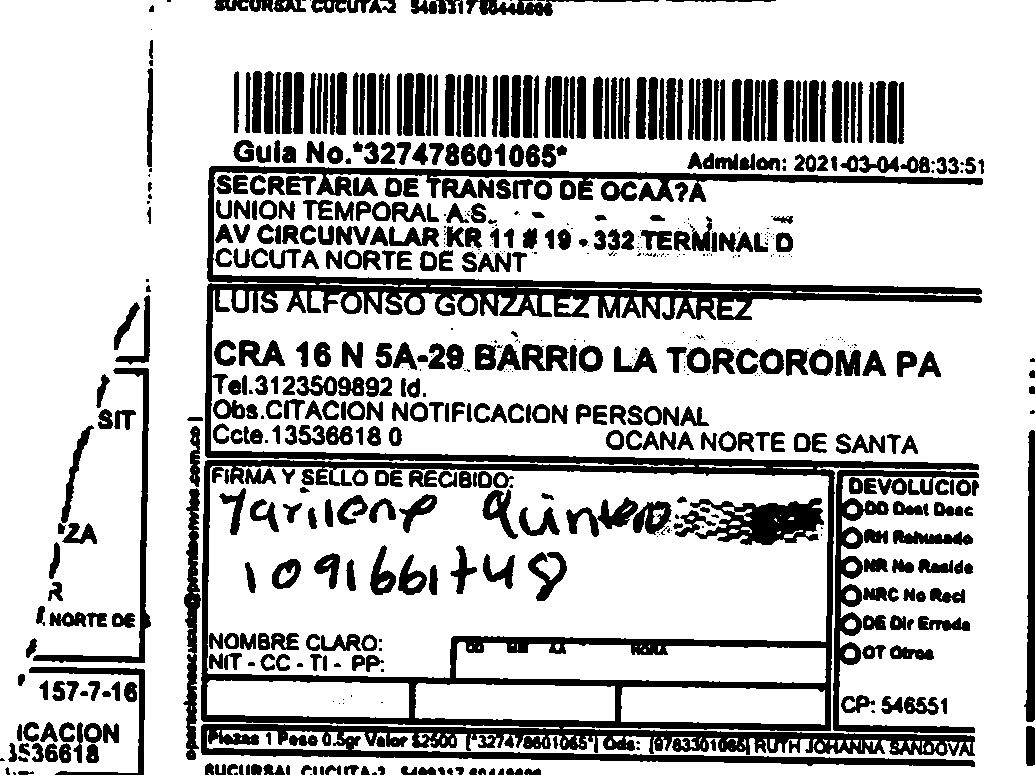 SUCURSAL CUCUTA-2
Guia No.*327478601065*
Admision: 2021-03-04-08:33:51
SECRETARIA DE TRANSITO DE OCAÃ?A
UNION TEMPORAL A.S.
AV CIRCUNVALAR KR 11 # 19 - 332 TERMINAL D
CUCUTA NORTE DE SANT
LUIS ALFONSO GONZALEZ MANJAREZ
CRA 16 N 5A-29 BARRIO LA TORCOROMA PA
Tel.3123509892 Id.
Obs.CITACION NOTIFICACION PERSONAL
Ccte.13536618 0
OCANA NORTE DE SANTA
FIRMA Y SELLO DE RECIBIDO:
Yarilene Quintero
1091661748
NOMBRE CLARO:
NIT - CC - TI - PP:
DD MM AA HORA
DEVOLUCION
DD Dest Desc
RH Rehusado
NR No Reside
NRC No Recl
DE Dir Errada
OT Otros
CP: 546551
Piezas 1 Peso 0.5gr Valor $2500 [*327478601065*] Ods: [9783301065] RUTH JOHANNA SANDOVAL
SUCURSAL CUCUTA-2
SIT
ZA
R
NORTE DE S
157-7-16
ICACION
13536618